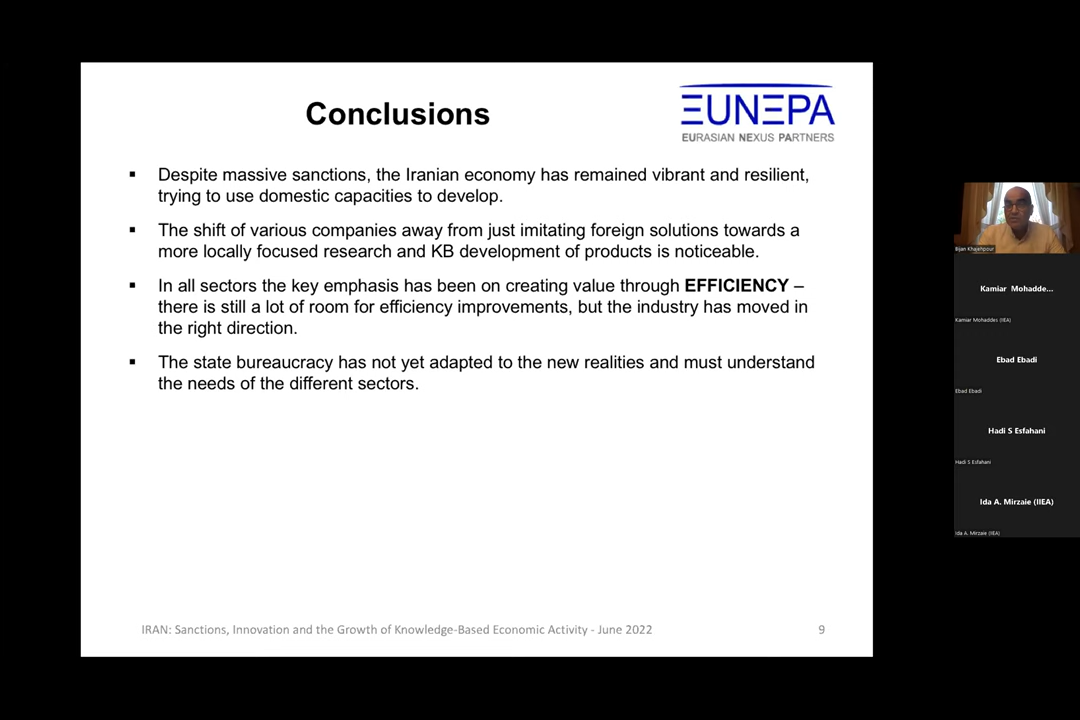 Conclusions
EUNEPA
EURASIAN NEXUS PARTNERS
▪ Despite massive sanctions, the Iranian economy has remained vibrant and resilient,
trying to use domestic capacities to develop.
▪ The shift of various companies away from just imitating foreign solutions towards a
more locally focused research and KB development of products is noticeable.
▪ In all sectors the key emphasis has been on creating value through EFFICIENCY –
there is still a lot of room for efficiency improvements, but the industry has moved in
the right direction.
▪ The state bureaucracy has not yet adapted to the new realities and must understand
the needs of the different sectors.
IRAN: Sanctions, Innovation and the Growth of Knowledge-Based Economic Activity - June 2022
9
Bijan Khajehpour
Kamiar Mohadde...
Kamiar Mohaddes (IIEA)
Ebad Ebadi
Ebad Ebadi
Hadi S Esfahani
Hadi S Esfahani
Ida A. Mirzaie (IIEA)
Ida A. Mirzaie (IIEA)